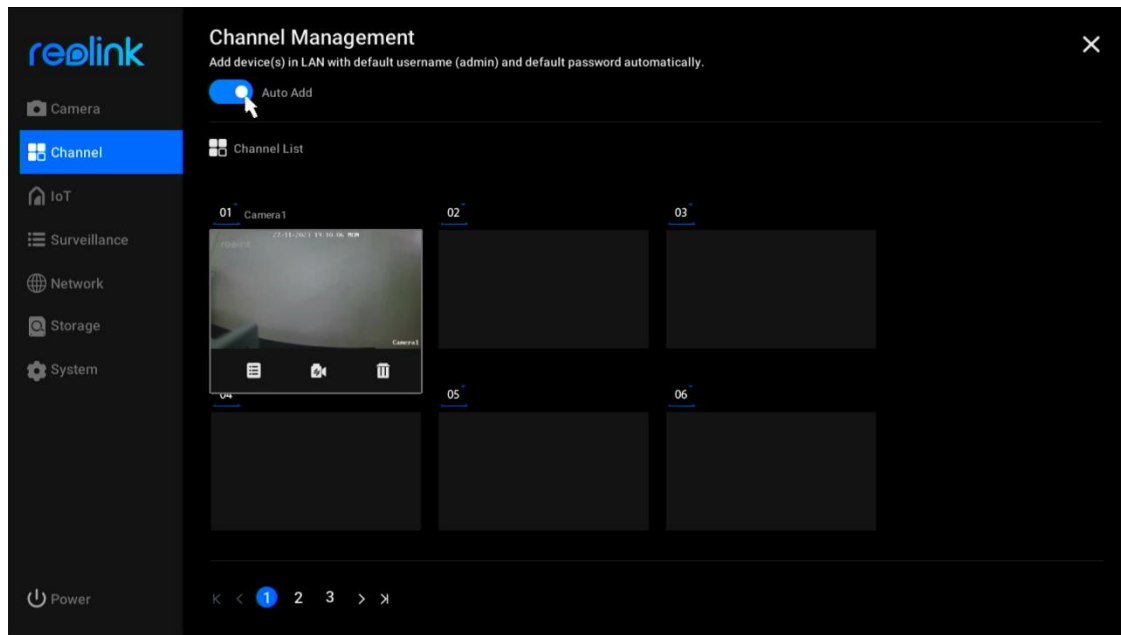 reolink
Channel Management
Add device(s) in LAN with default username (admin) and default password automatically.
Auto Add
Camera
Channel
IoT
Surveillance
Network
Storage
System
Power
Channel List
01 Camera1
02
03
reolink
Camera1
04
05
06
1 2 3